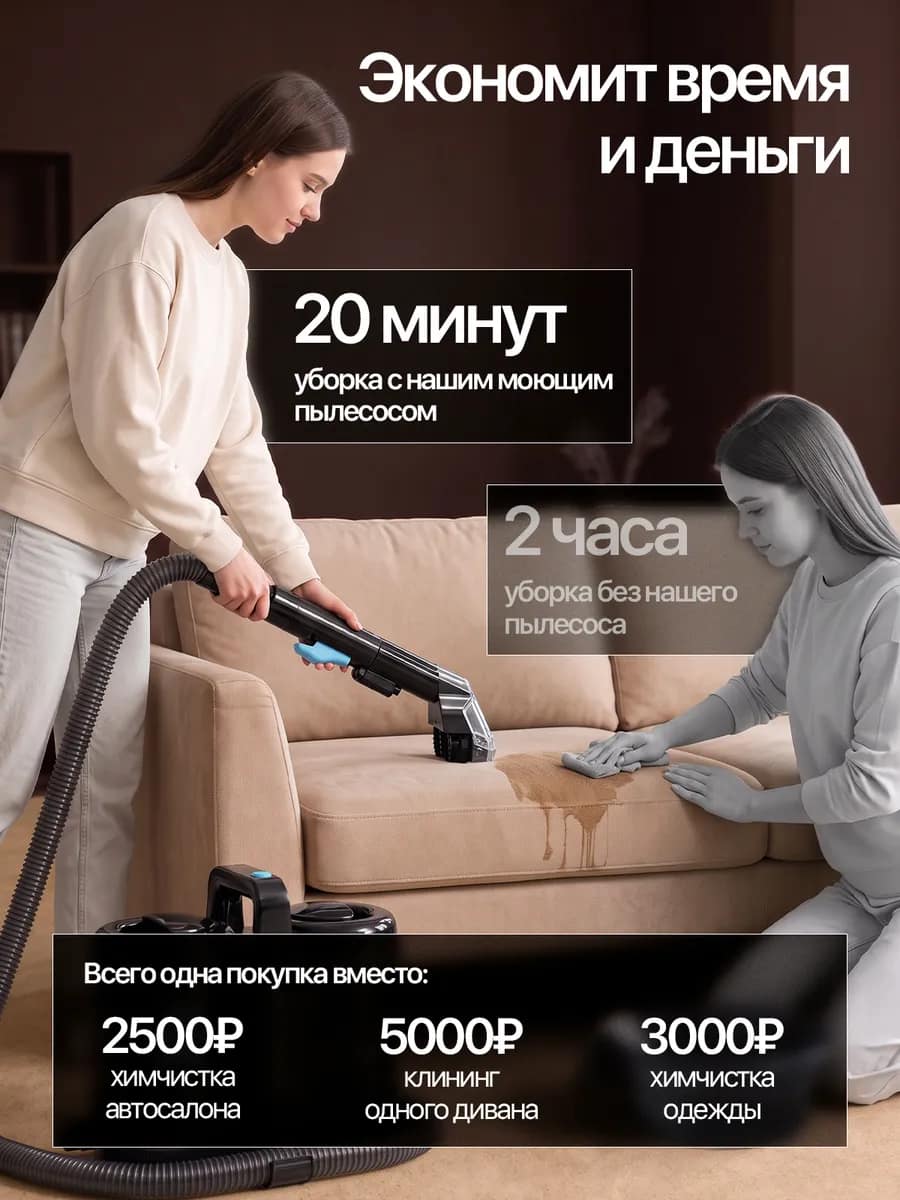 Экономит время
и деньги
20 минут
уборка с нашим моющим
пылесосом
2 часа
уборка без нашего
пылесоса
Всего одна покупка вместо:
2500₽
химчистка
автосалона
5000₽
клининг
одного дивана
3000₽
химчистка
одежды